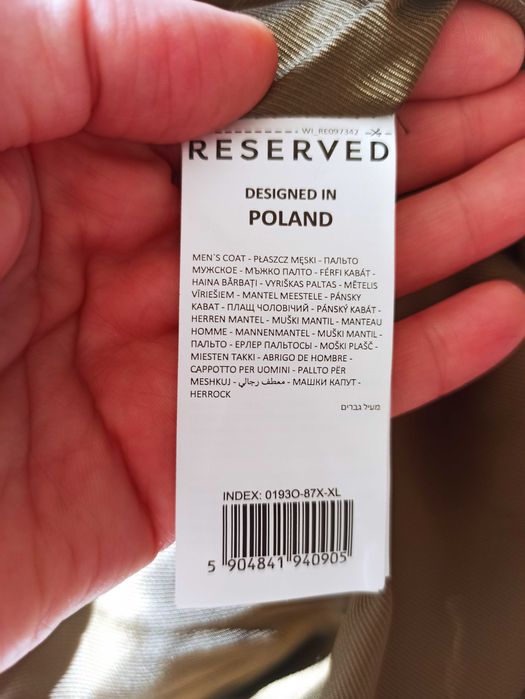 WI_RE097342
RESERVED
DESIGNED IN
POLAND
MEN`S COAT - PŁASZCZ MĘSKI - ПАЛЬТО
МУЖСКОЕ - МЪЖКО ПАЛТО - FÉRFI KABÁT -
HAINA BĂRBAȚI - VYRIŠKAS PALTAS - MĒTELIS
VĪRIEŠIEM - MANTEL MEESTELE - PÁNSKY
KABAT - ПЛАЩ ЧОЛОВІЧИЙ - PÁNSKÝ KABÁT -
HERREN MANTEL - MUŠKI MANTIL - MANTEAU
HOMME - MANNENMANTEL - MUŠKI MANTIL -
ПАЛЬТО - ЕРЛЕР ПАЛЬТОСЫ - MOŠKI PLAŠČ -
MIESTEN TAKKI - ABRIGO DE HOMBRE -
CAPPOTTO PER UOMINI - PALLTO PËR
MESHKUJ - معطف رجالي - МАШКИ КАПУТ -
HERROCK
מעיל גברים
INDEX: 0193O-87X-XL
5 904841 940905